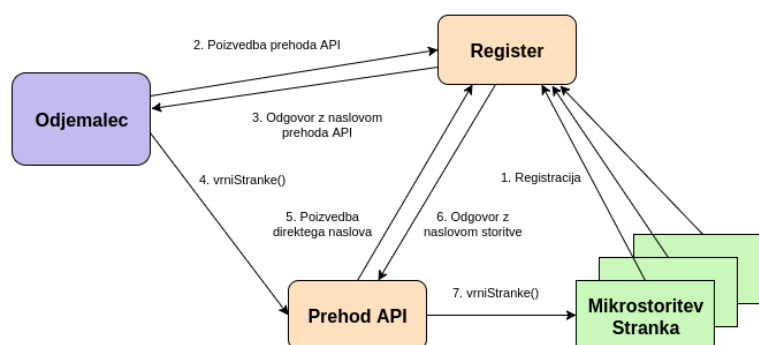 2. Poizvedba prehoda API
Register
Odjemalec
3. Odgovor z naslovom
prehoda API
4. vrniStranke()
1. Registracija
5. Poizvedba
direktega naslova
6. Odgovor z
naslovom storitve
7. vrniStranke()
Prehod API
Mikrostoritev
Stranka